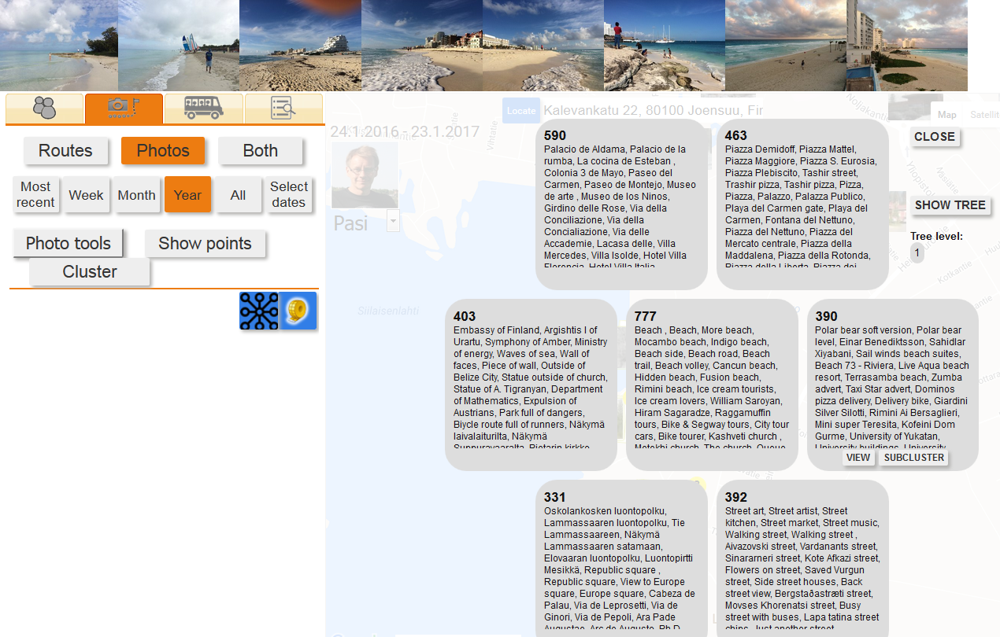 Routes
Photos
Both
Most recent
Week
Month
Year
All
Select dates
Photo tools
Show points
Cluster
Locate
Kalevankatu 22, 80100 Joensuu, Fin
Map
Satellit
24.1.2016 - 23.1.2017
Pasi
Siilaisenlahti
CLOSE
SHOW TREE
Tree level:
1
590
Palacio de Aldama, Palacio de la
rumba, La cocina de Esteban ,
Colonia 3 de Mayo, Paseo del
Carmen, Paseo de Montejo, Museo
de arte , Museo de los Ninos,
Girdino delle Rose, Via della
Conciliazione, Via della
Concialiazione, Via delle
Accademie, Lacasa delle, Villa
Mercedes, Villa Isolde, Hotel Villa
Florencia, Hotel Villa Italia
463
Piazza Demidoff, Piazza Mattel,
Piazza Maggiore, Piazza S. Eurosia,
Piazza Plebiscito, Tashir street,
Trashir pizza, Tashir pizza, Pizza,
Piazza, Palazzo, Palazza Publico,
Playa del Carmen gate, Playa del
Carmen, Fontana del Nettuno,
Piazza del Nettuno, Piazza del
Mercato centrale, Piazza della
Maddalena, Piazza della Rotonda,
Piazza della Liberta, Piazza dei
403
Embassy of Finland, Argishtis I of
Urartu, Symphony of Amber, Ministry
of energy, Waves of sea, Wall of
faces, Piece of wall, Outside of
Belize City, Statue outside of church,
Statue of A. Tigranyan, Department
of Mathematics, Expulsion of
Austrians, Park full of dangers,
Biycle route full of runners, Näkymä
laivalaiturilta, Näkymä
Suppuravaaralta, Pietarin kirkko
777
Beach , Beach, More beach,
Mocambo beach, Indigo beach,
Beach side, Beach road, Beach
trail, Beach volley, Cancun beach,
Hidden beach, Fusion beach,
Rimini beach, Ice cream tourists,
Ice cream lovers, William Saroyan,
Hiram Sagaradze, Raggamuffin
tours, Bike & Segway tours, City tour
cars, Bike tourer, Kashveti church ,
Metekhi church, The church, Queue
390
Polar bear soft version, Polar bear
level, Einar Benediktsson, Sahidlar
Xiyabani, Sail winds beach suites,
Beach 73 - Riviera, Live Aqua beach
resort, Terrasamba beach, Zumba
advert, Taxi Star advert, Dominos
pizza delivery, Delivery bike, Giardini
Silver Silotti, Rimini Ai Bersaglieri,
Mini super Teresita, Kofeini Dom
Gurme, University of Yukatan,
University buildings, University
VIEW
SUBCLUSTER
331
Oskolankosken luontopolku,
Lammassaaren luontopolku, Tie
Lammassaareen, Näkymä
Lammassaaren satamaan,
Elovaaran luontopolku, Luontopirtti
Mesikkä, Republic square ,
Republic square, View to Europe
square, Europe square, Cabeza de
Palau, Via de Leprosetti, Via de
Ginori, Via de Pepoli, Ara Pade
Augustae, Arc de Auguste, Ph.D.
392
Street art, Street artist, Street
kitchen, Street market, Street music,
Walking street, Walking street ,
Aivazovski street, Vardanants street,
Sinararneri street, Kote Afkazi street,
Flowers on street, Saved Vurgun
street, Side street houses, Back
street view, Bergstaðastræti street,
Movses Khorenatsi street, Busy
street with buses, Lapa tatina street
chips, Just another street